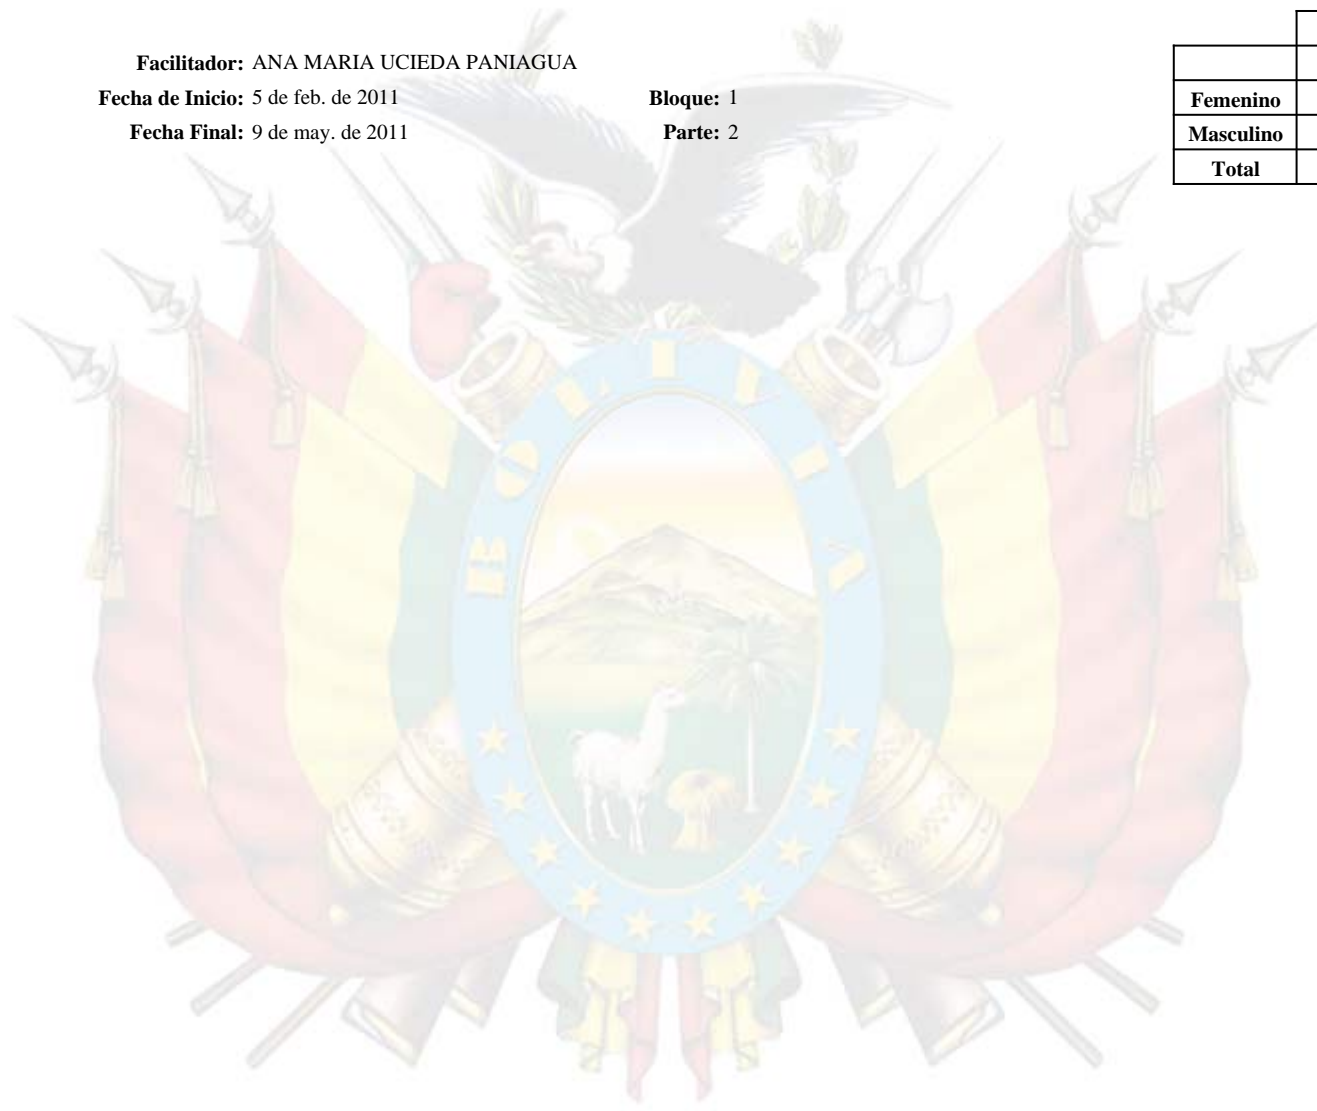 Facilitador: ANA MARIA UCIEDA PANIAGUA
Fecha de Inicio: 5 de feb. de 2011 Bloque: 1
Fecha Final: 9 de may. de 2011 Parte: 2
Femenino
Masculino
Total
BOLIVIA